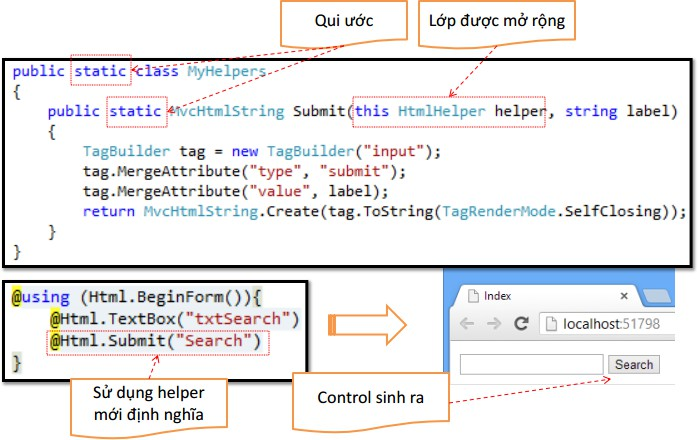 Qui ước
Lớp được mở rộng
public static class MyHelpers
{
public static MvcHtmlString Submit(this HtmlHelper helper, string label)
{
TagBuilder tag = new TagBuilder("input");
tag.MergeAttribute("type", "submit");
tag.MergeAttribute("value", label);
return MvcHtmlString.Create(tag.ToString(TagRenderMode.SelfClosing));
}
}
@using (Html.BeginForm()){
@Html.TextBox("txtSearch")
@Html.Submit("Search")
}
Index
localhost:51798
Search
Sử dụng helper
mới định nghĩa
Control sinh ra